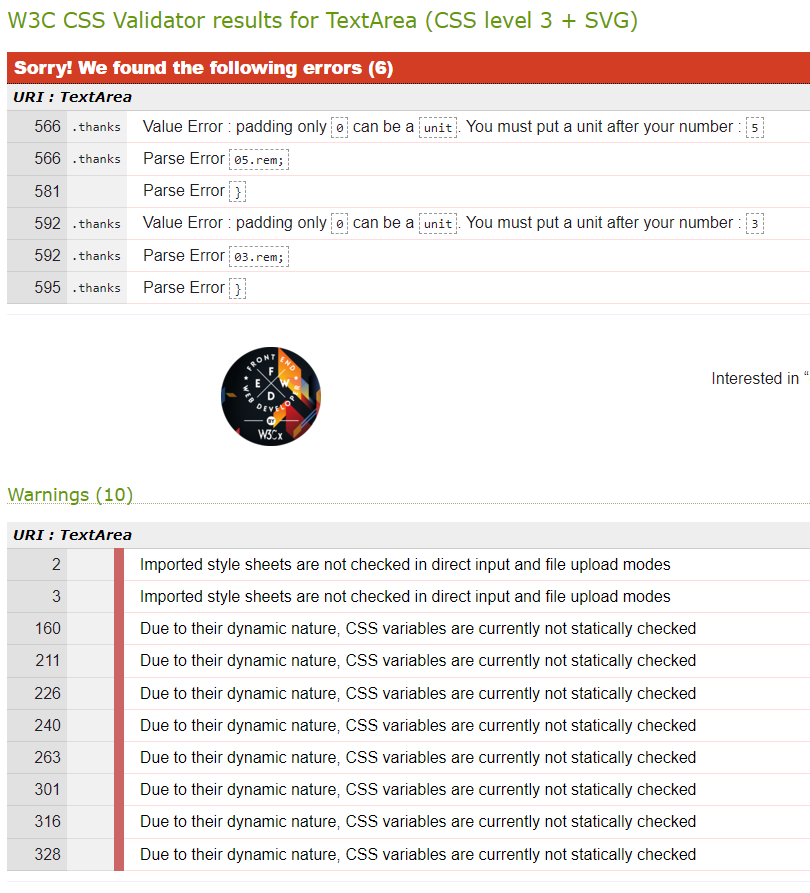 W3C CSS Validator results for TextArea (CSS level 3 + SVG)
Sorry! We found the following errors (6)
URI : TextArea
566 .thanks Value Error : padding only 0 can be a unit. You must put a unit after your number : 5
566 .thanks Parse Error 05.rem;
581 Parse Error }
592 .thanks Value Error : padding only 0 can be a unit. You must put a unit after your number : 3
592 .thanks Parse Error 03.rem;
595 .thanks Parse Error }
FRONT END
F
E W
D
WEB DEVELOPER
BY
W3Cx
Interested in “
Warnings (10)
URI : TextArea
2 Imported style sheets are not checked in direct input and file upload modes
3 Imported style sheets are not checked in direct input and file upload modes
160 Due to their dynamic nature, CSS variables are currently not statically checked
211 Due to their dynamic nature, CSS variables are currently not statically checked
226 Due to their dynamic nature, CSS variables are currently not statically checked
240 Due to their dynamic nature, CSS variables are currently not statically checked
263 Due to their dynamic nature, CSS variables are currently not statically checked
301 Due to their dynamic nature, CSS variables are currently not statically checked
316 Due to their dynamic nature, CSS variables are currently not statically checked
328 Due to their dynamic nature, CSS variables are currently not statically checked